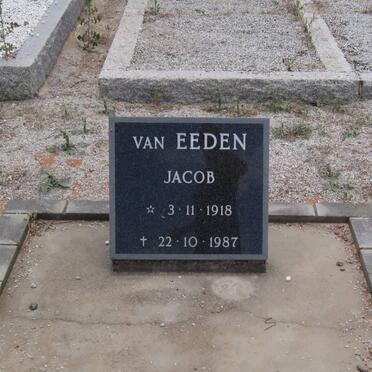 VAN EEDEN
JACOB
☆ 3·11·1918
† 22·10·1987